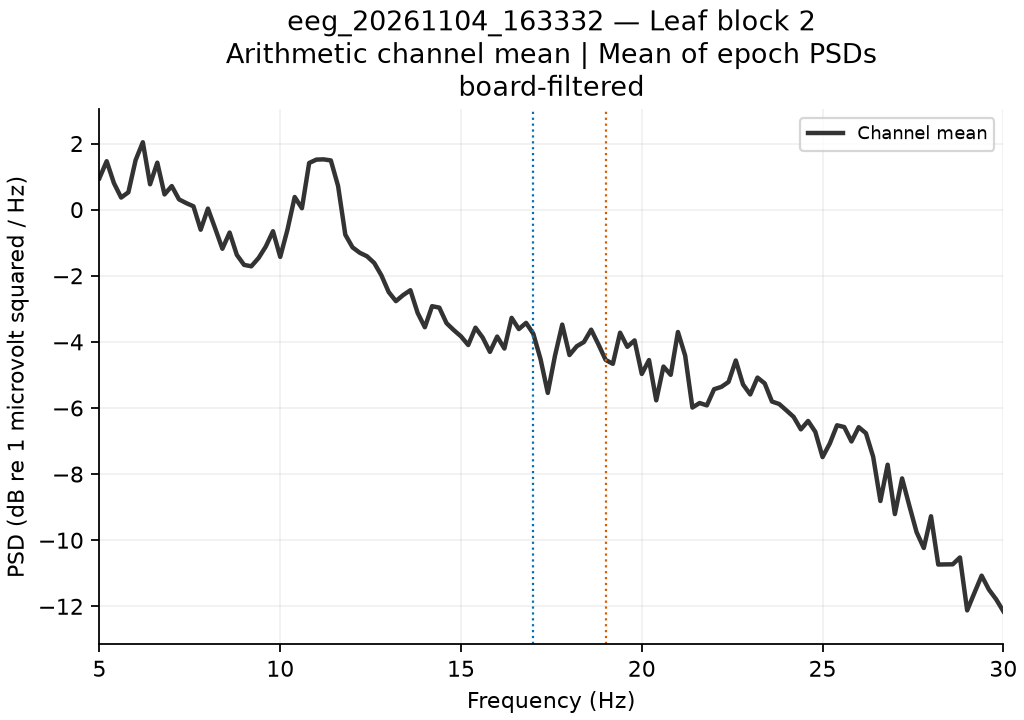 eeg_20261104_163332 — Leaf block 2
Arithmetic channel mean | Mean of epoch PSDs
board-filtered
Channel mean
PSD (dB re 1 microvolt squared / Hz)
2
0
−2
−4
−6
−8
−10
−12
5
10
15
20
25
30
Frequency (Hz)